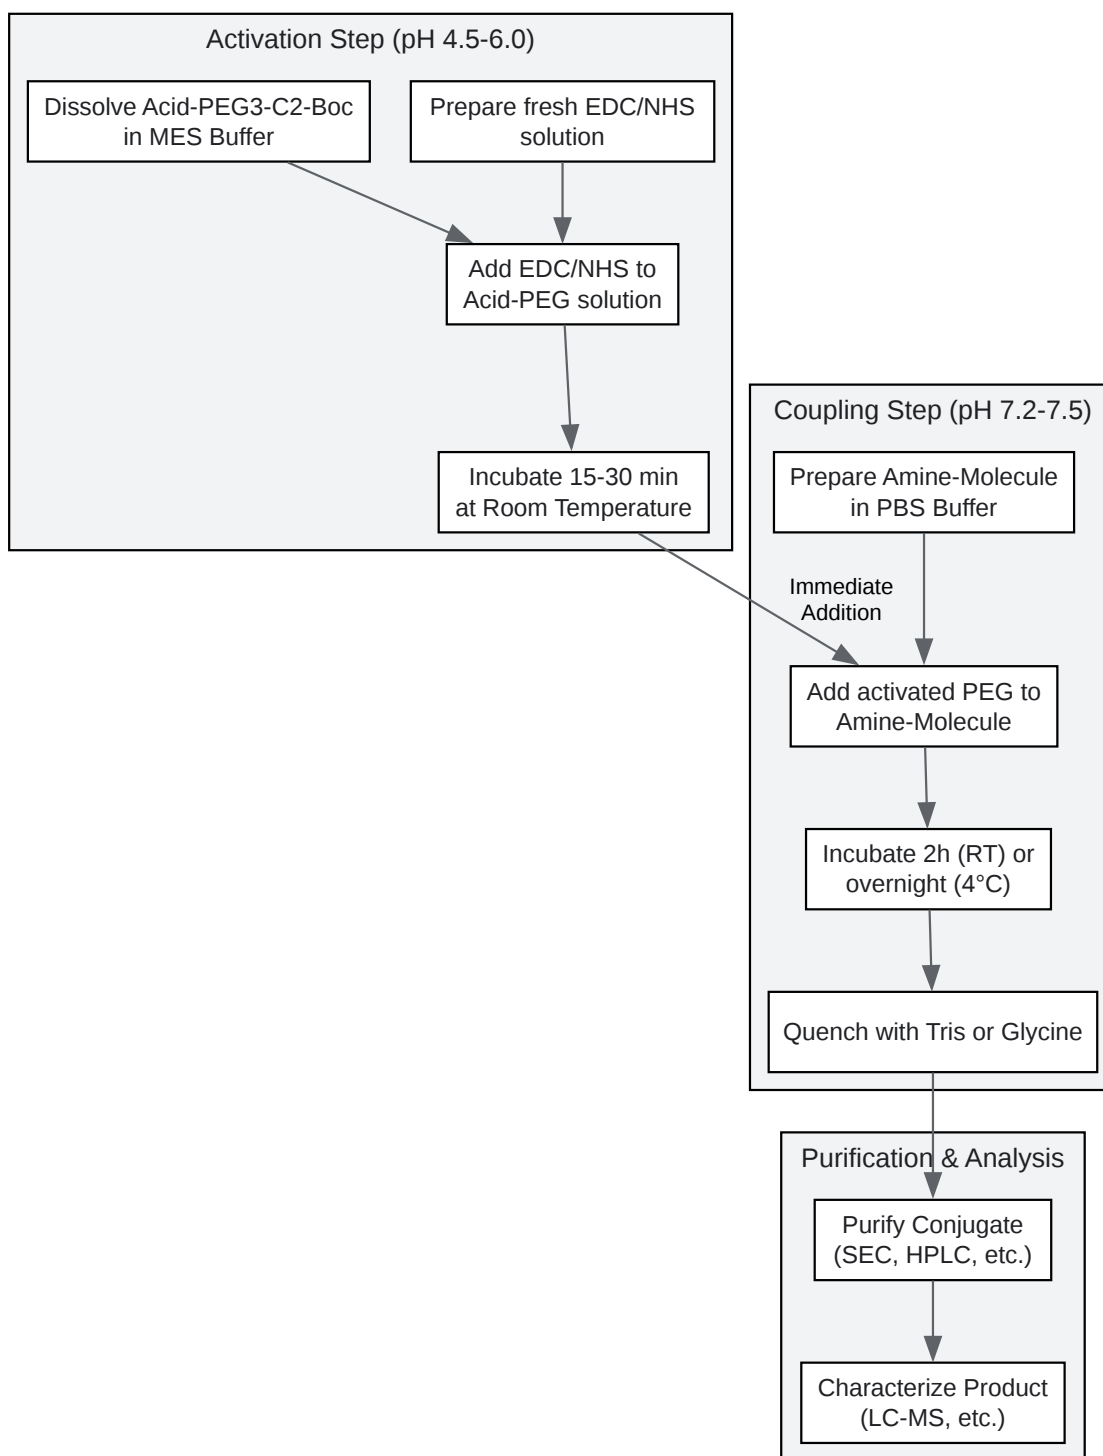 Activation Step (pH 4.5-6.0)
Dissolve Acid-PEG3-C2-Boc
in MES Buffer
Prepare fresh EDC/NHS
solution
Add EDC/NHS to
Acid-PEG solution
Incubate 15-30 min
at Room Temperature
Coupling Step (pH 7.2-7.5)
Prepare Amine-Molecule
in PBS Buffer
Immediate
Addition
Add activated PEG to
Amine-Molecule
Incubate 2h (RT) or
overnight (4°C)
Quench with Tris or Glycine
Purification & Analysis
Purify Conjugate
(SEC, HPLC, etc.)
Characterize Product
(LC-MS, etc.)